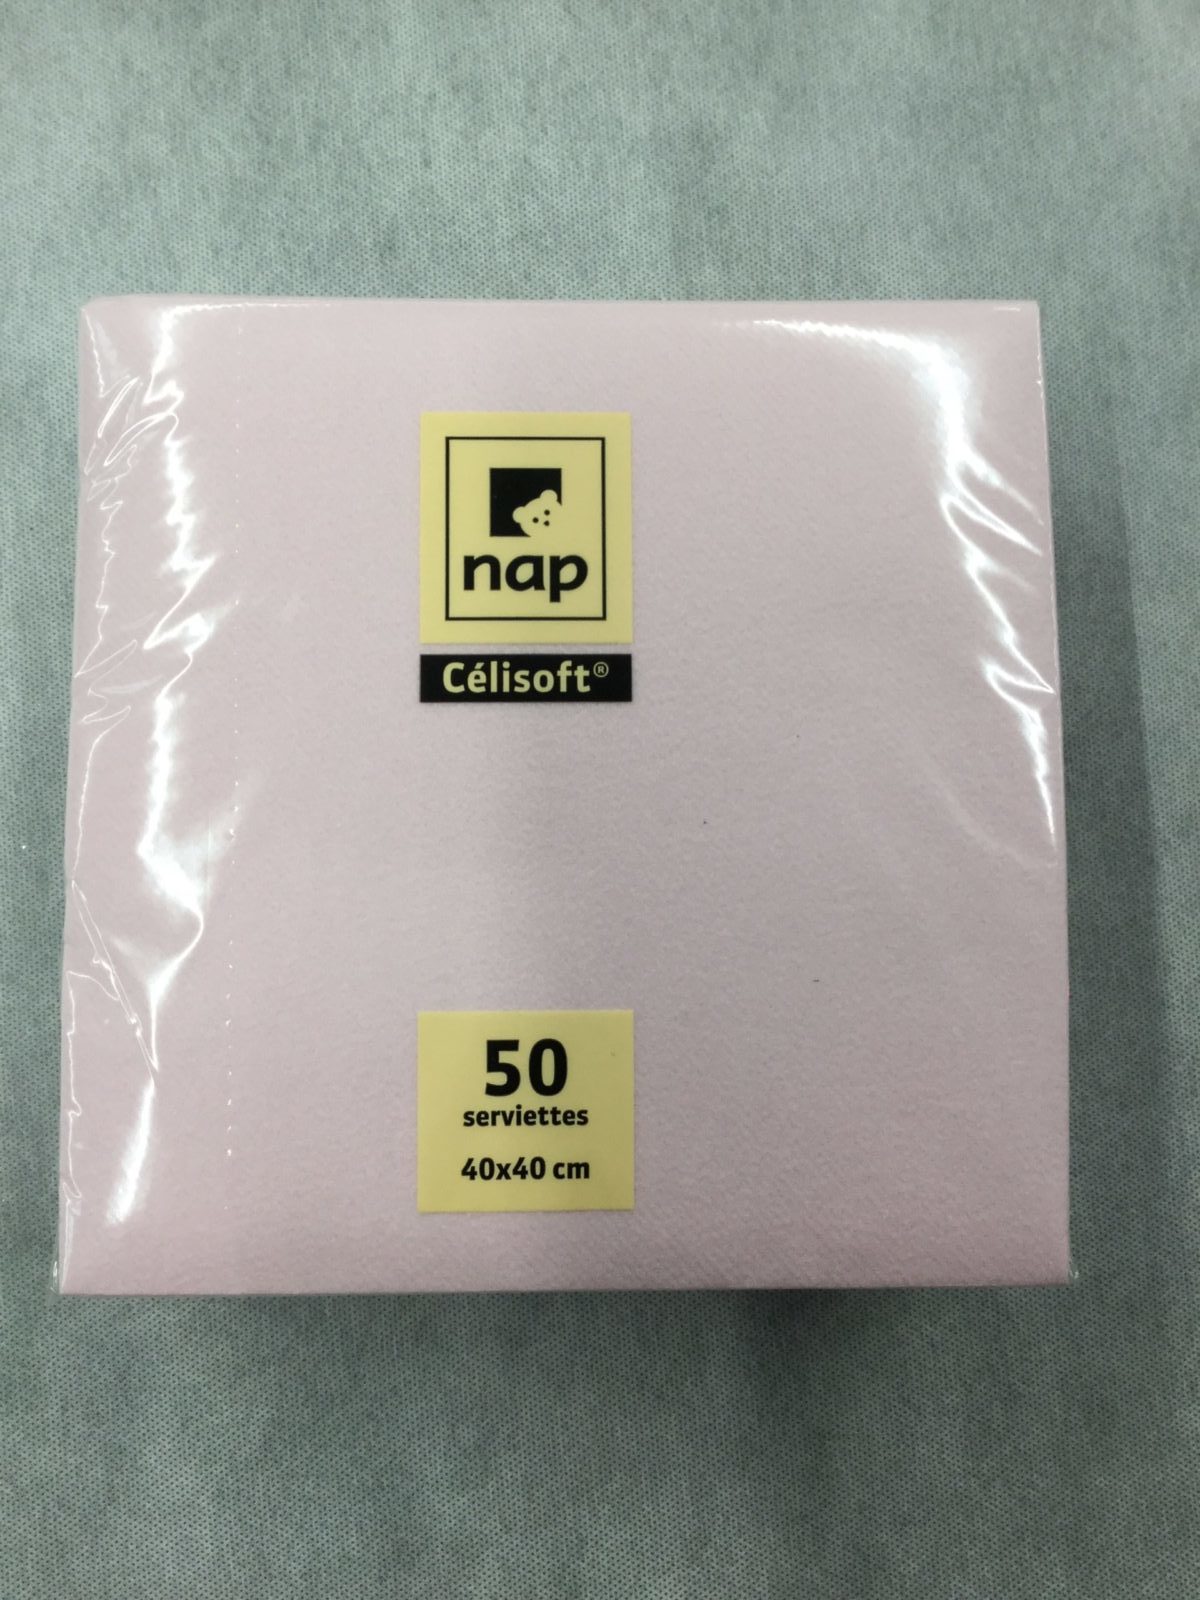 nap
Célisoft®
50
serviettes
40x40 cm